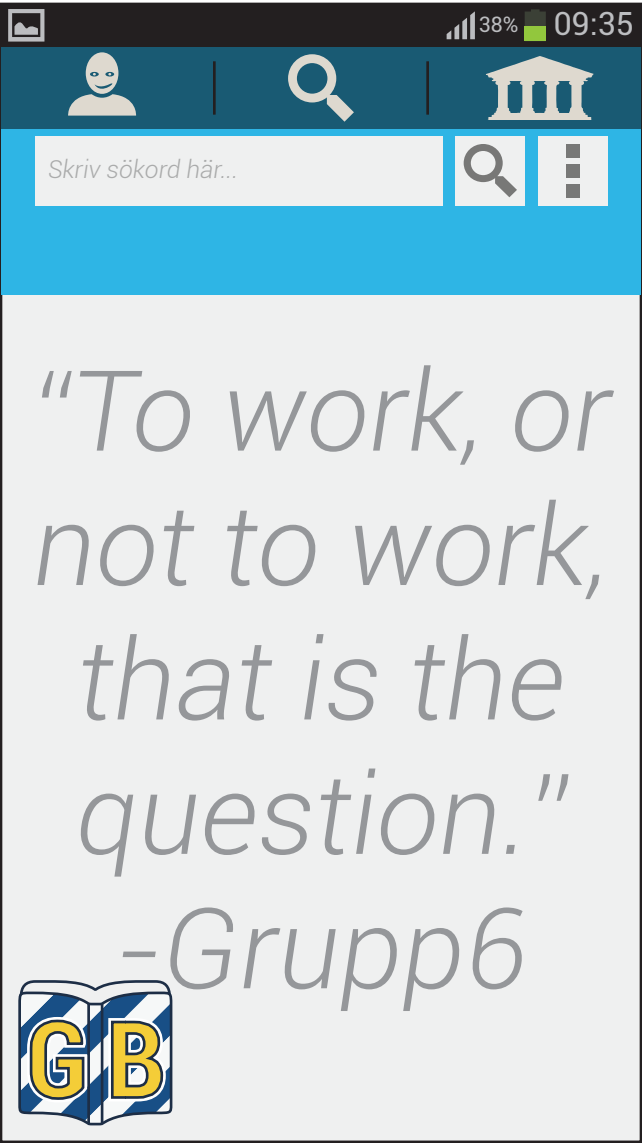 38% 09:35
Skriv sökord här...
“To work, or
not to work,
that is the
question.”
-Grupp6
GB